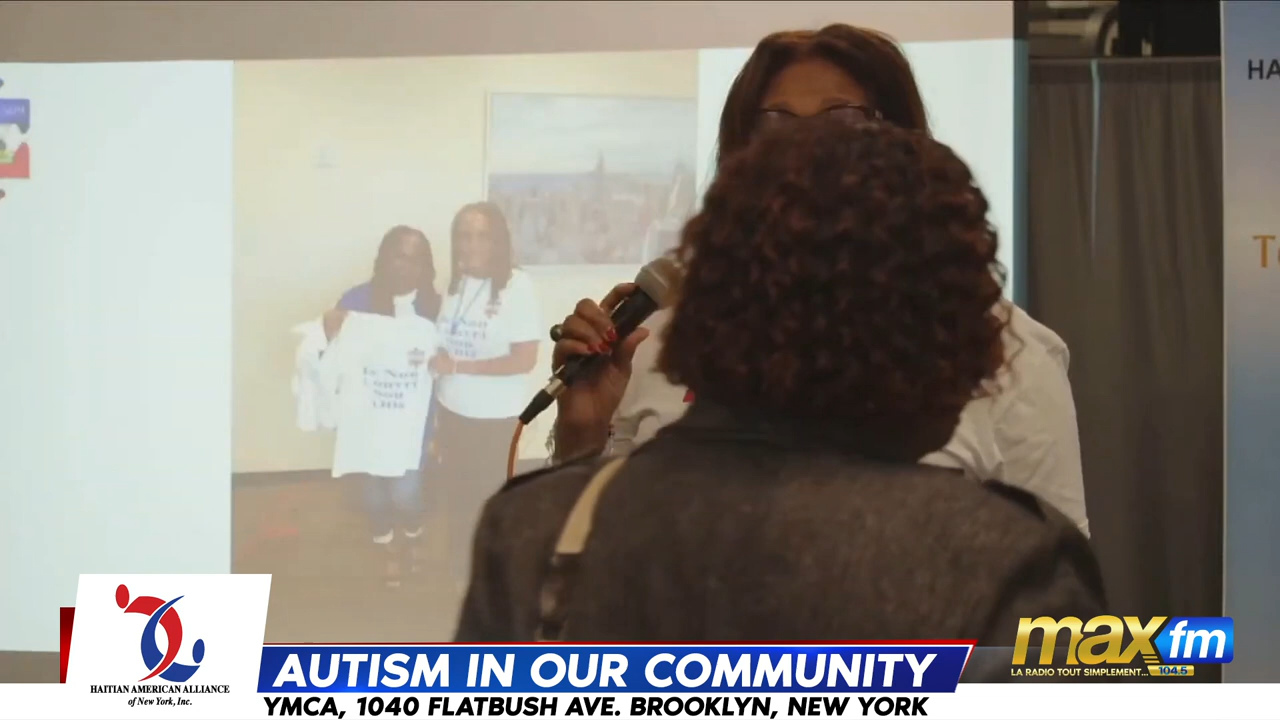 HA
T
HAITIAN AMERICAN ALLIANCE
of New York, Inc.
AUTISM IN OUR COMMUNITY
YMCA, 1040 FLATBUSH AVE. BROOKLYN, NEW YORK
max fm
LA RADIO TOUT SIMPLEMENT... 104.5